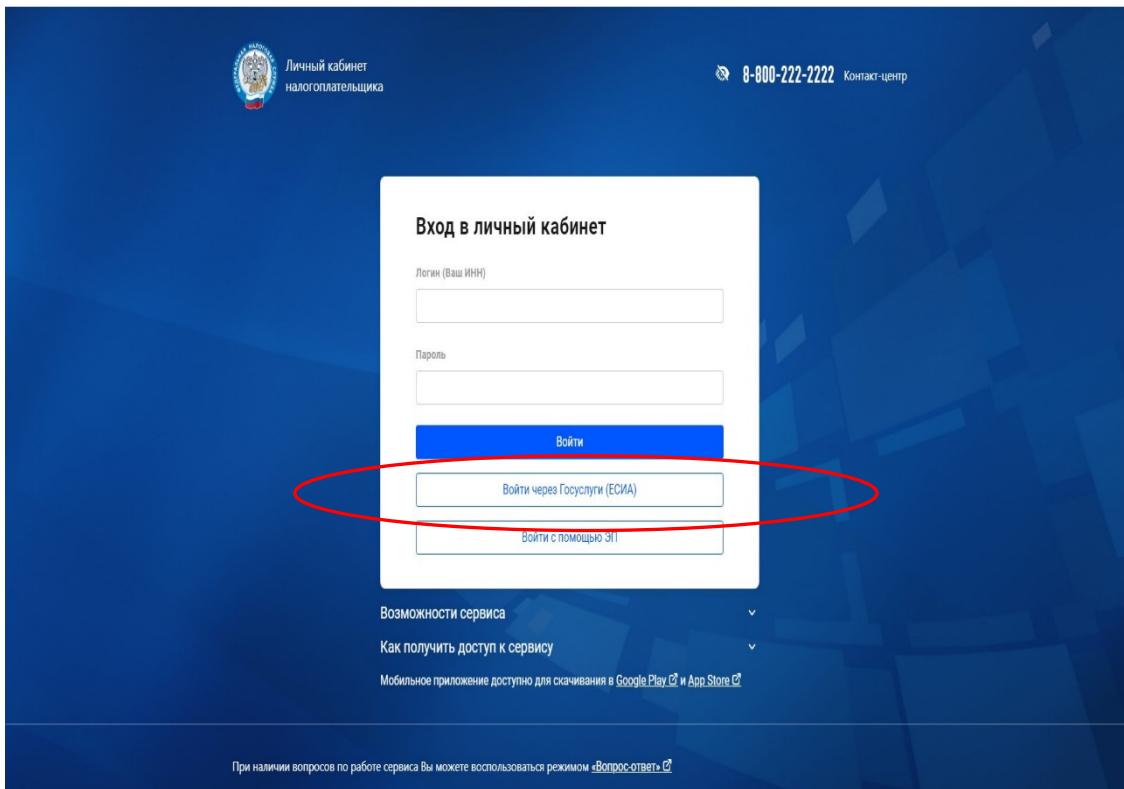 Личный кабинет
налогоплательщика
8-800-222-2222 Контакт-центр
Вход в личный кабинет
Логин (Ваш ИНН)
Пароль
Войти
Войти через Госуслуги (ЕСИА)
Войти с помощью ЭП
Возможности сервиса
Как получить доступ к сервису
Мобильное приложение доступно для скачивания в Google Play и App Store
При наличии вопросов по работе сервиса Вы можете воспользоваться режимом «Вопрос-ответ»